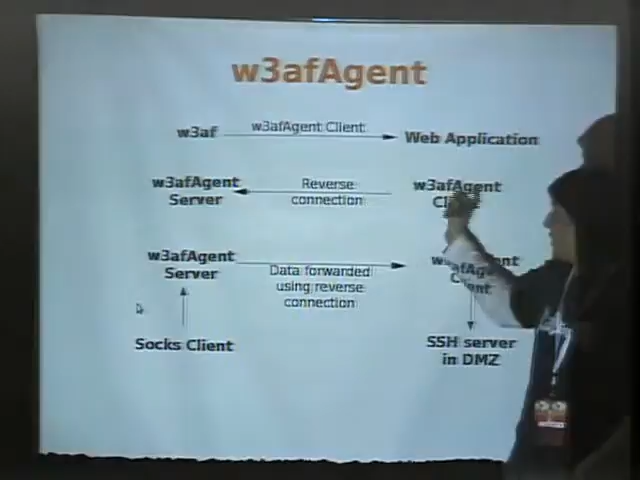 w3afAgent
w3af
w3afAgent Client
Web Application
w3afAgent
Server
Reverse
connection
w3afAgent
w3afAgent
Server
Data forwarded
using reverse
connection
Socks Client
SSH server
in DMZ